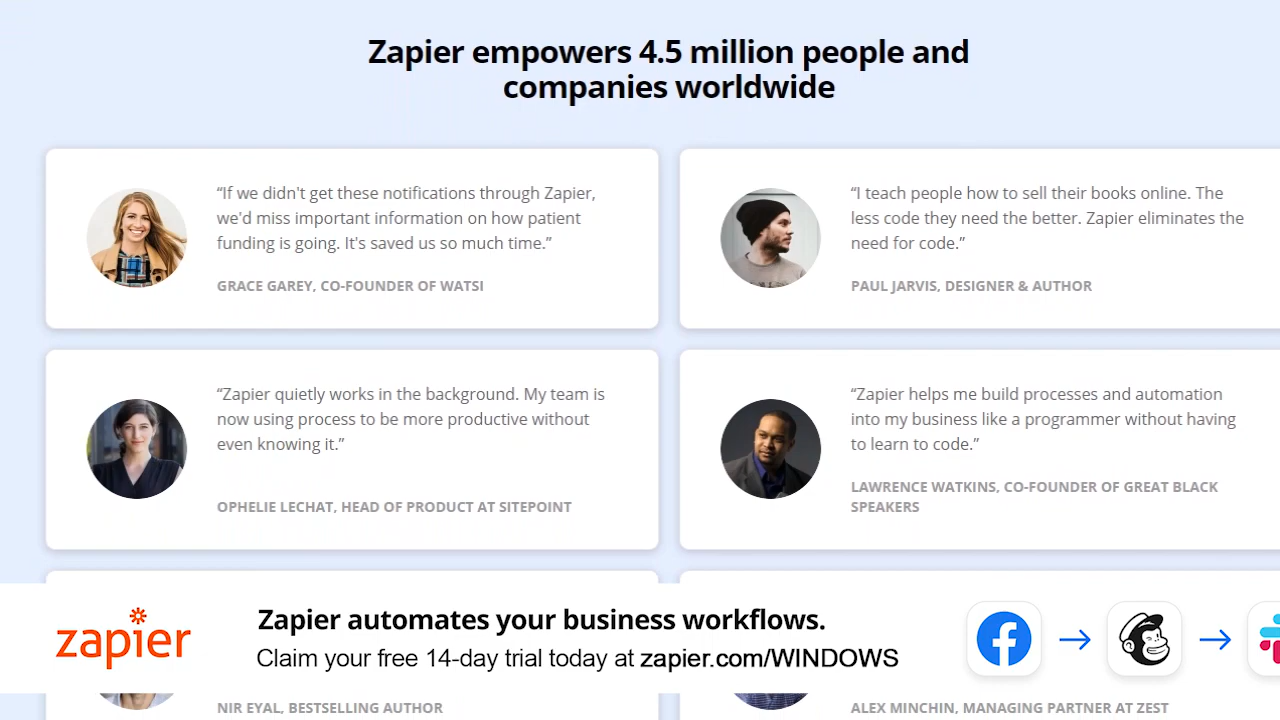 Zapier empowers 4.5 million people and
companies worldwide
“If we didn't get these notifications through Zapier,
we'd miss important information on how patient
funding is going. It's saved us so much time.”
GRACE GAREY, CO-FOUNDER OF WATSI
“I teach people how to sell their books online. The
less code they need the better. Zapier eliminates the
need for code.”
PAUL JARVIS, DESIGNER & AUTHOR
“Zapier quietly works in the background. My team is
now using process to be more productive without
even knowing it.”
OPHELIE LECHAT, HEAD OF PRODUCT AT SITEPOINT
“Zapier helps me build processes and automation
into my business like a programmer without having
to learn to code.”
LAWRENCE WATKINS, CO-FOUNDER OF GREAT BLACK
SPEAKERS
zapier
Zapier automates your business workflows.
Claim your free 14-day trial today at zapier.com/WINDOWS
NIR EYAL, BESTSELLING AUTHOR
ALEX MINCHIN, MANAGING PARTNER AT ZEST